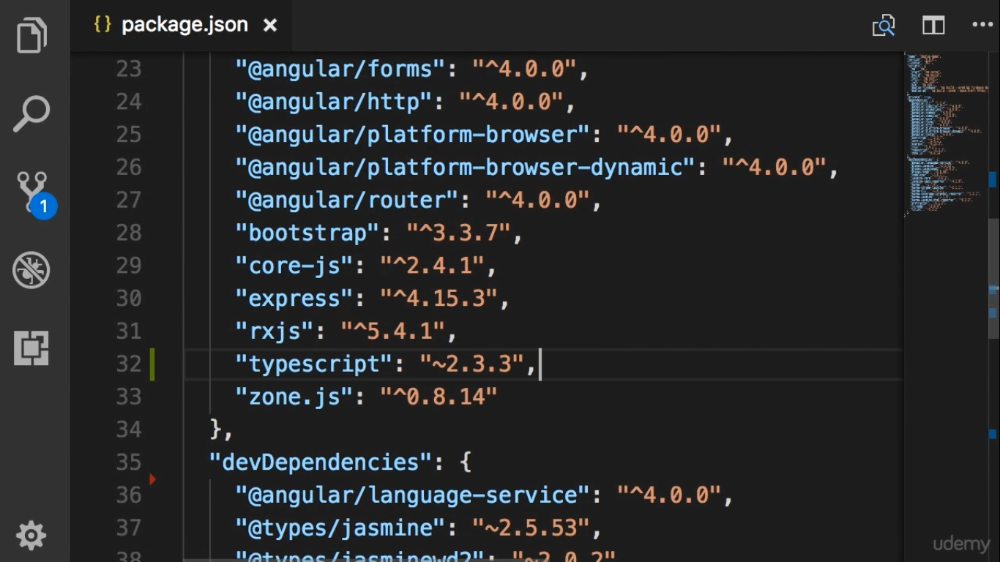 {} package.json ×
23 "@angular/forms": "^4.0.0",
24 "@angular/http": "^4.0.0",
25 "@angular/platform-browser": "^4.0.0",
26 "@angular/platform-browser-dynamic": "^4.0.0",
27 "@angular/router": "^4.0.0",
28 "bootstrap": "^3.3.7",
29 "core-js": "^2.4.1",
30 "express": "^4.15.3",
31 "rxjs": "^5.4.1",
32 "typescript": "~2.3.3",
33 "zone.js": "^0.8.14"
34 },
35 "devDependencies": {
36 "@angular/language-service": "^4.0.0",
37 "@types/jasmine": "~2.5.53",
38 "@types/jasminewd2": "~2.0.2"
1
udemy